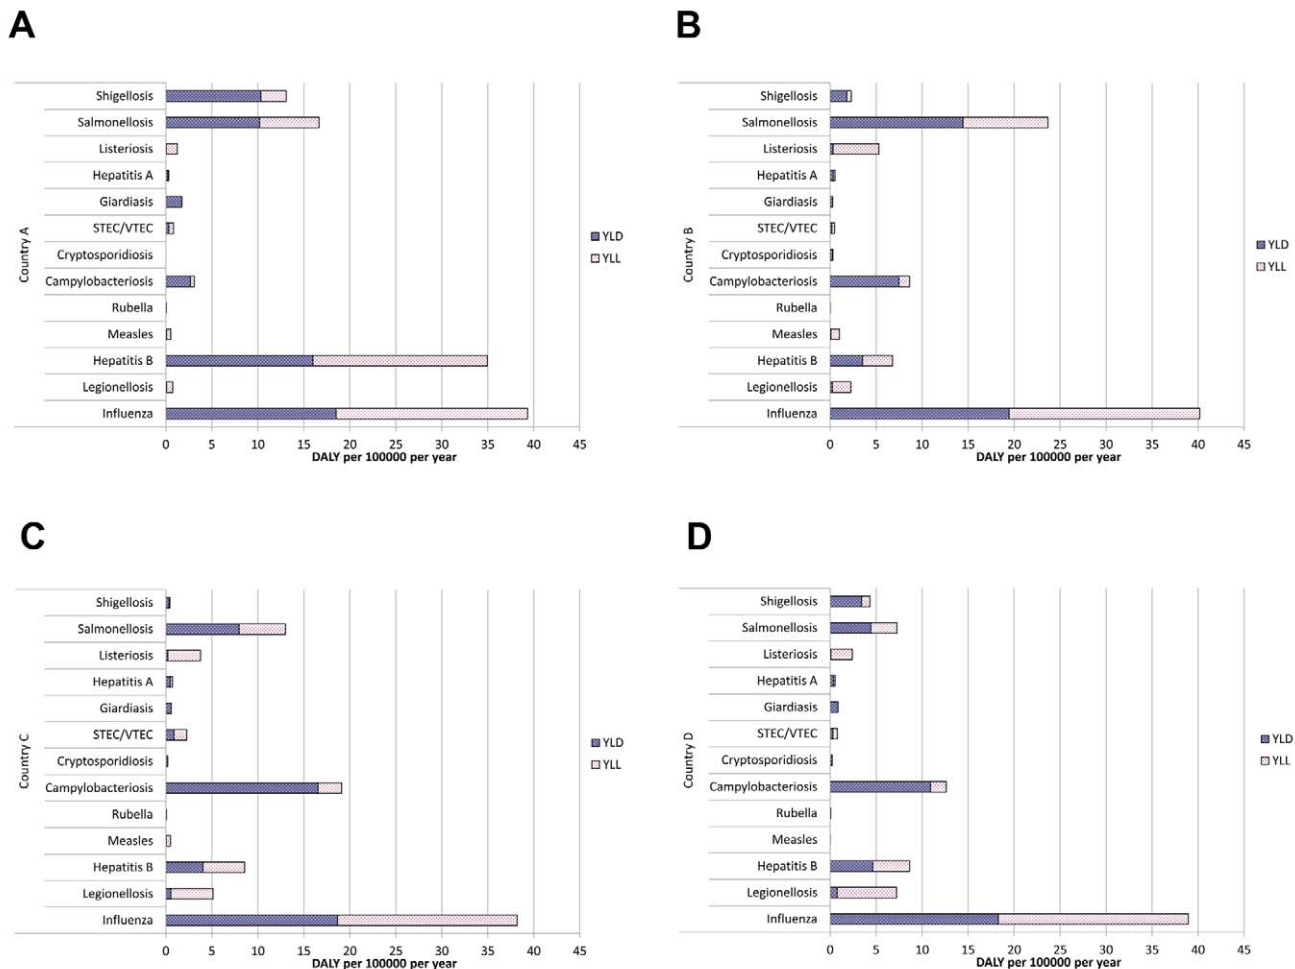 A
Country A
Shigellosis
Salmonellosis
Listeriosis
Hepatitis A
Giardiasis
STEC/VTEC
Cryptosporidiosis
Campylobacteriosis
Rubella
Measles
Hepatitis B
Legionellosis
Influenza
0 5 10 15 20 25 30 35 40 45
DALY per 100000 per year
YLD
YLL
B
Country B
Shigellosis
Salmonellosis
Listeriosis
Hepatitis A
Giardiasis
STEC/VTEC
Cryptosporidiosis
Campylobacteriosis
Rubella
Measles
Hepatitis B
Legionellosis
Influenza
0 5 10 15 20 25 30 35 40 45
DALY per 100000 per year
YLD
YLL
C
Country C
Shigellosis
Salmonellosis
Listeriosis
Hepatitis A
Giardiasis
STEC/VTEC
Cryptosporidiosis
Campylobacteriosis
Rubella
Measles
Hepatitis B
Legionellosis
Influenza
0 5 10 15 20 25 30 35 40 45
DALY per 100000 per year
YLD
YLL
D
Country D
Shigellosis
Salmonellosis
Listeriosis
Hepatitis A
Giardiasis
STEC/VTEC
Cryptosporidiosis
Campylobacteriosis
Rubella
Measles
Hepatitis B
Legionellosis
Influenza
0 5 10 15 20 25 30 35 40 45
DALY per 100000 per year
YLD
YLL